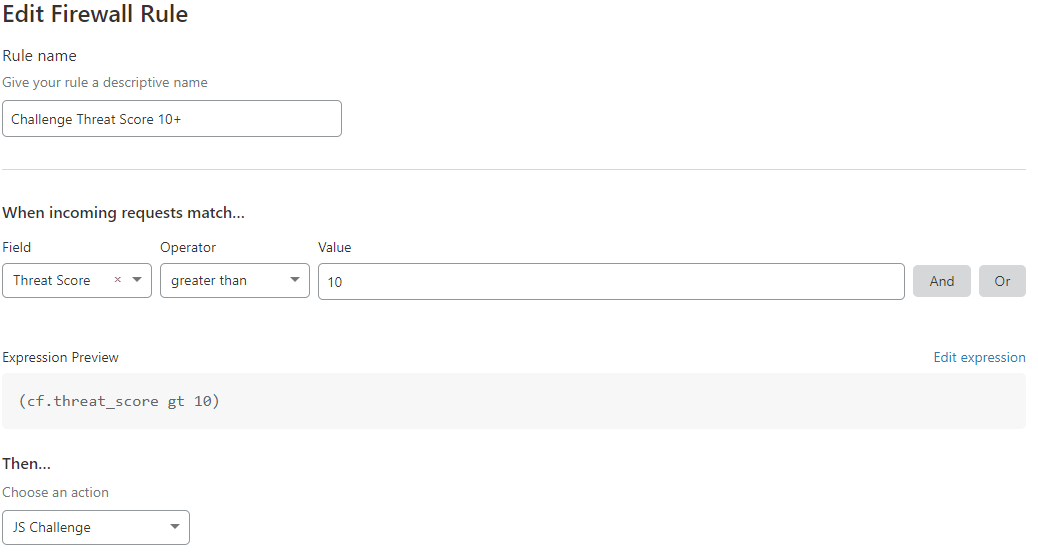 Edit Firewall Rule
Rule name
Give your rule a descriptive name
Challenge Threat Score 10+
When incoming requests match...
Field Operator Value
Threat Score × greater than 10 And Or
Expression Preview Edit expression
(cf.threat_score gt 10)
Then...
Choose an action
JS Challenge